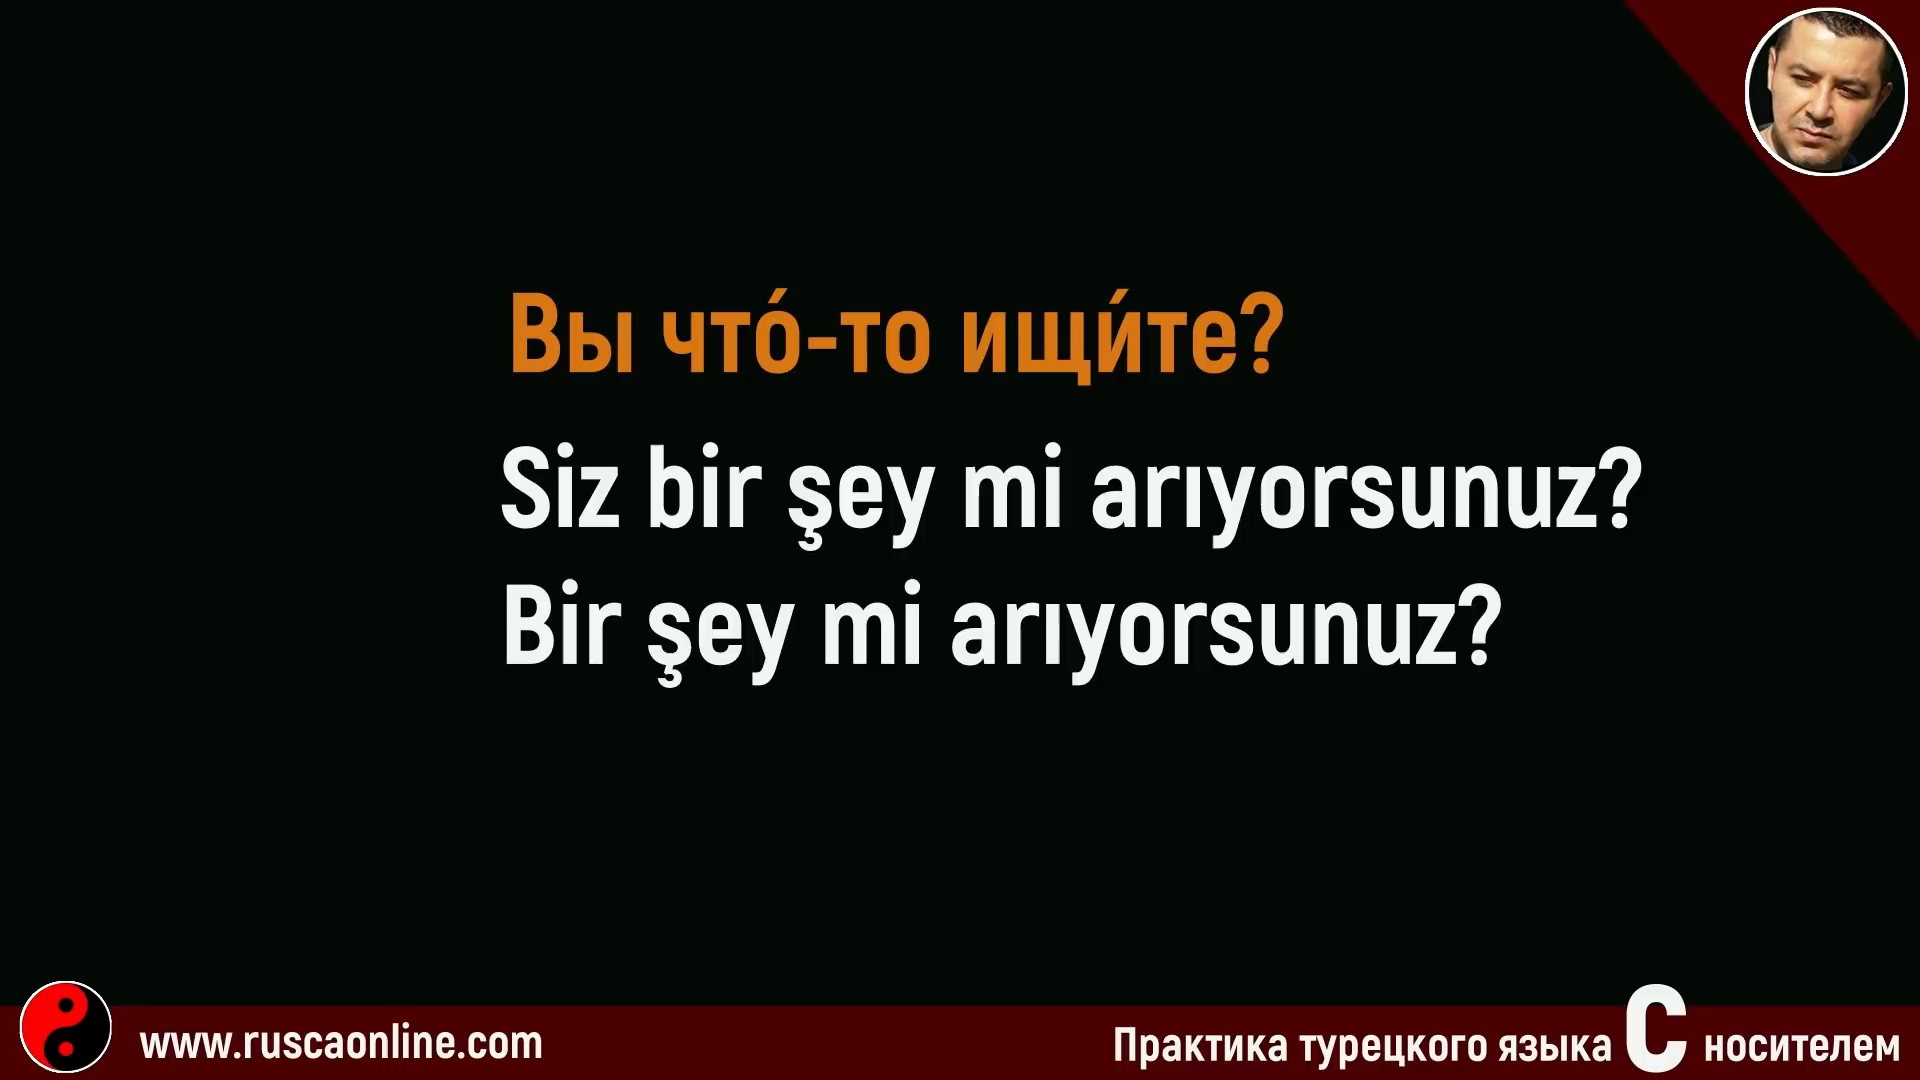 Вы что́-то ищи́те?
Siz bir şey mi arıyorsunuz?
Bir şey mi arıyorsunuz?
www.ruscaonline.com
Практика турецкого языка С носителем